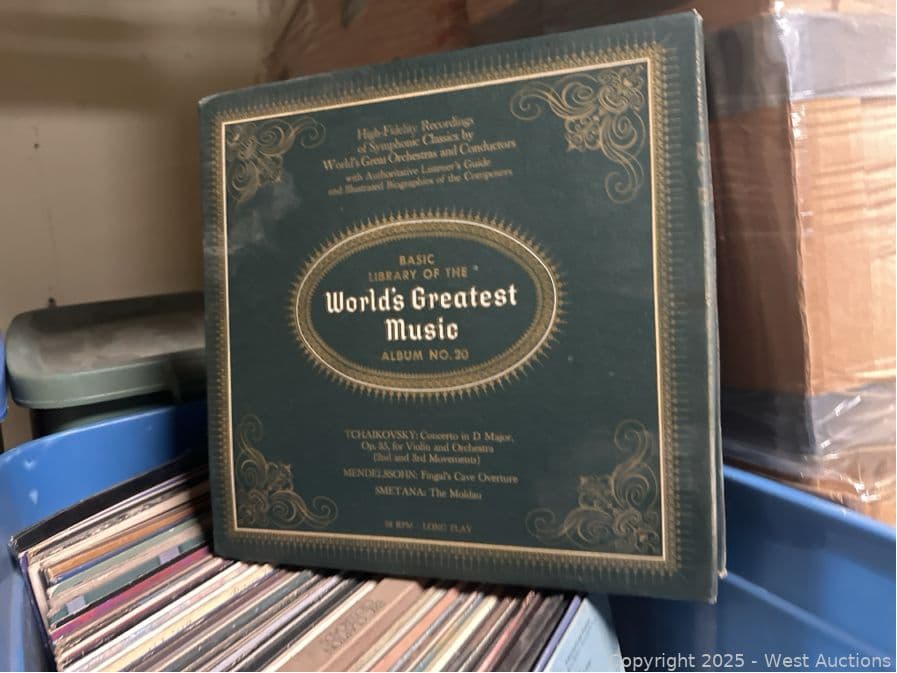 High-Fidelity Recordings
of Symphonic Classics by
World's Great Orchestras and Conductors
with Authoritative Listener's Guide
and Illustrated Biographies of the Composers
BASIC
LIBRARY OF THE
World's Greatest
Music
ALBUM NO. 20
TCHAIKOVSKY: Concerto in D Major,
Op. 35, for Violin and Orchestra
(2nd and 3rd Movements)
MENDELSSOHN: Fingal's Cave Overture
SMETANA: The Moldau
RPM LONG PLAY
Copyright 2025 - West Auctions